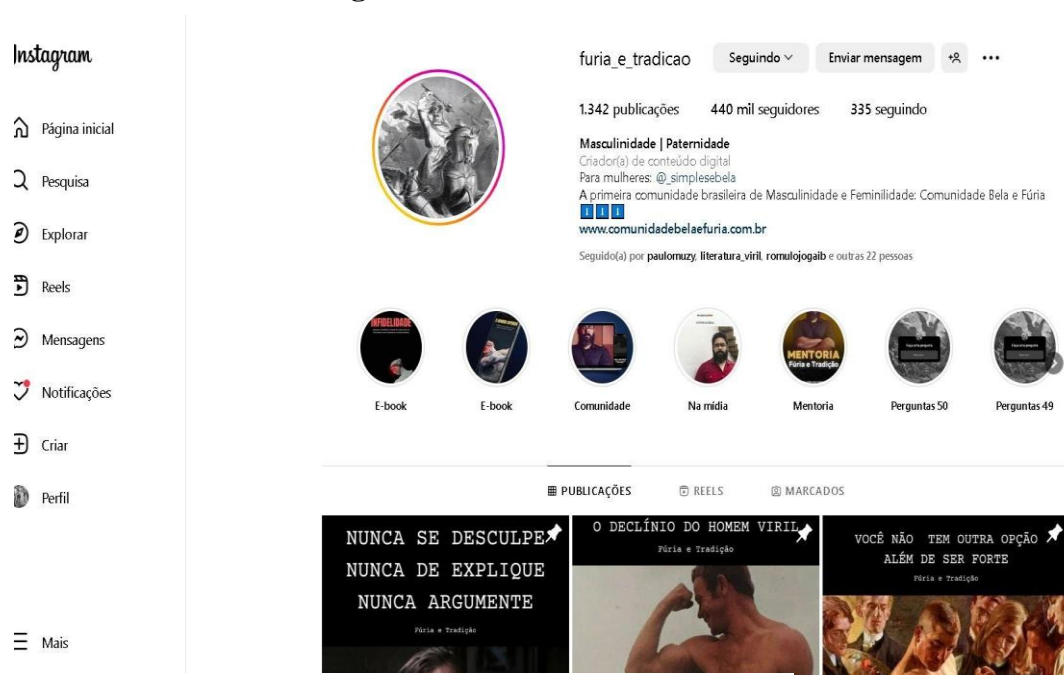 Instagram
Página inicial
Pesquisa
Explorar
Reels
Mensagens
Notificações
Criar
Perfil
Mais
furia_e_tradicao Seguindo Enviar mensagem
1.342 publicações 440 mil seguidores 335 seguindo
Masculinidade | Paternidade
Criador(a) de conteúdo digital
Para mulheres: @_simplesebela
A primeira comunidade brasileira de Masculinidade e Feminilidade: Comunidade Bela e Fúria
www.comunidadebelaefuria.com.br
Seguido(a) por paulomuzy, literatura_viril, romulojogaib e outras 22 pessoas
INFIDELIDADE
MENTORIA
Fúria e Tradição
E-book E-book Comunidade Na mídia Mentoria Perguntas 50 Perguntas 49
PUBLICAÇÕES REELS MARCADOS
NUNCA SE DESCULPE
NUNCA DE EXPLIQUE
NUNCA ARGUMENTE
Fúria e Tradição
O DECLÍNIO DO HOMEM VIRIL
Fúria e Tradição
VOCÊ NÃO TEM OUTRA OPÇÃO
ALÉM DE SER FORTE
Fúria e Tradição